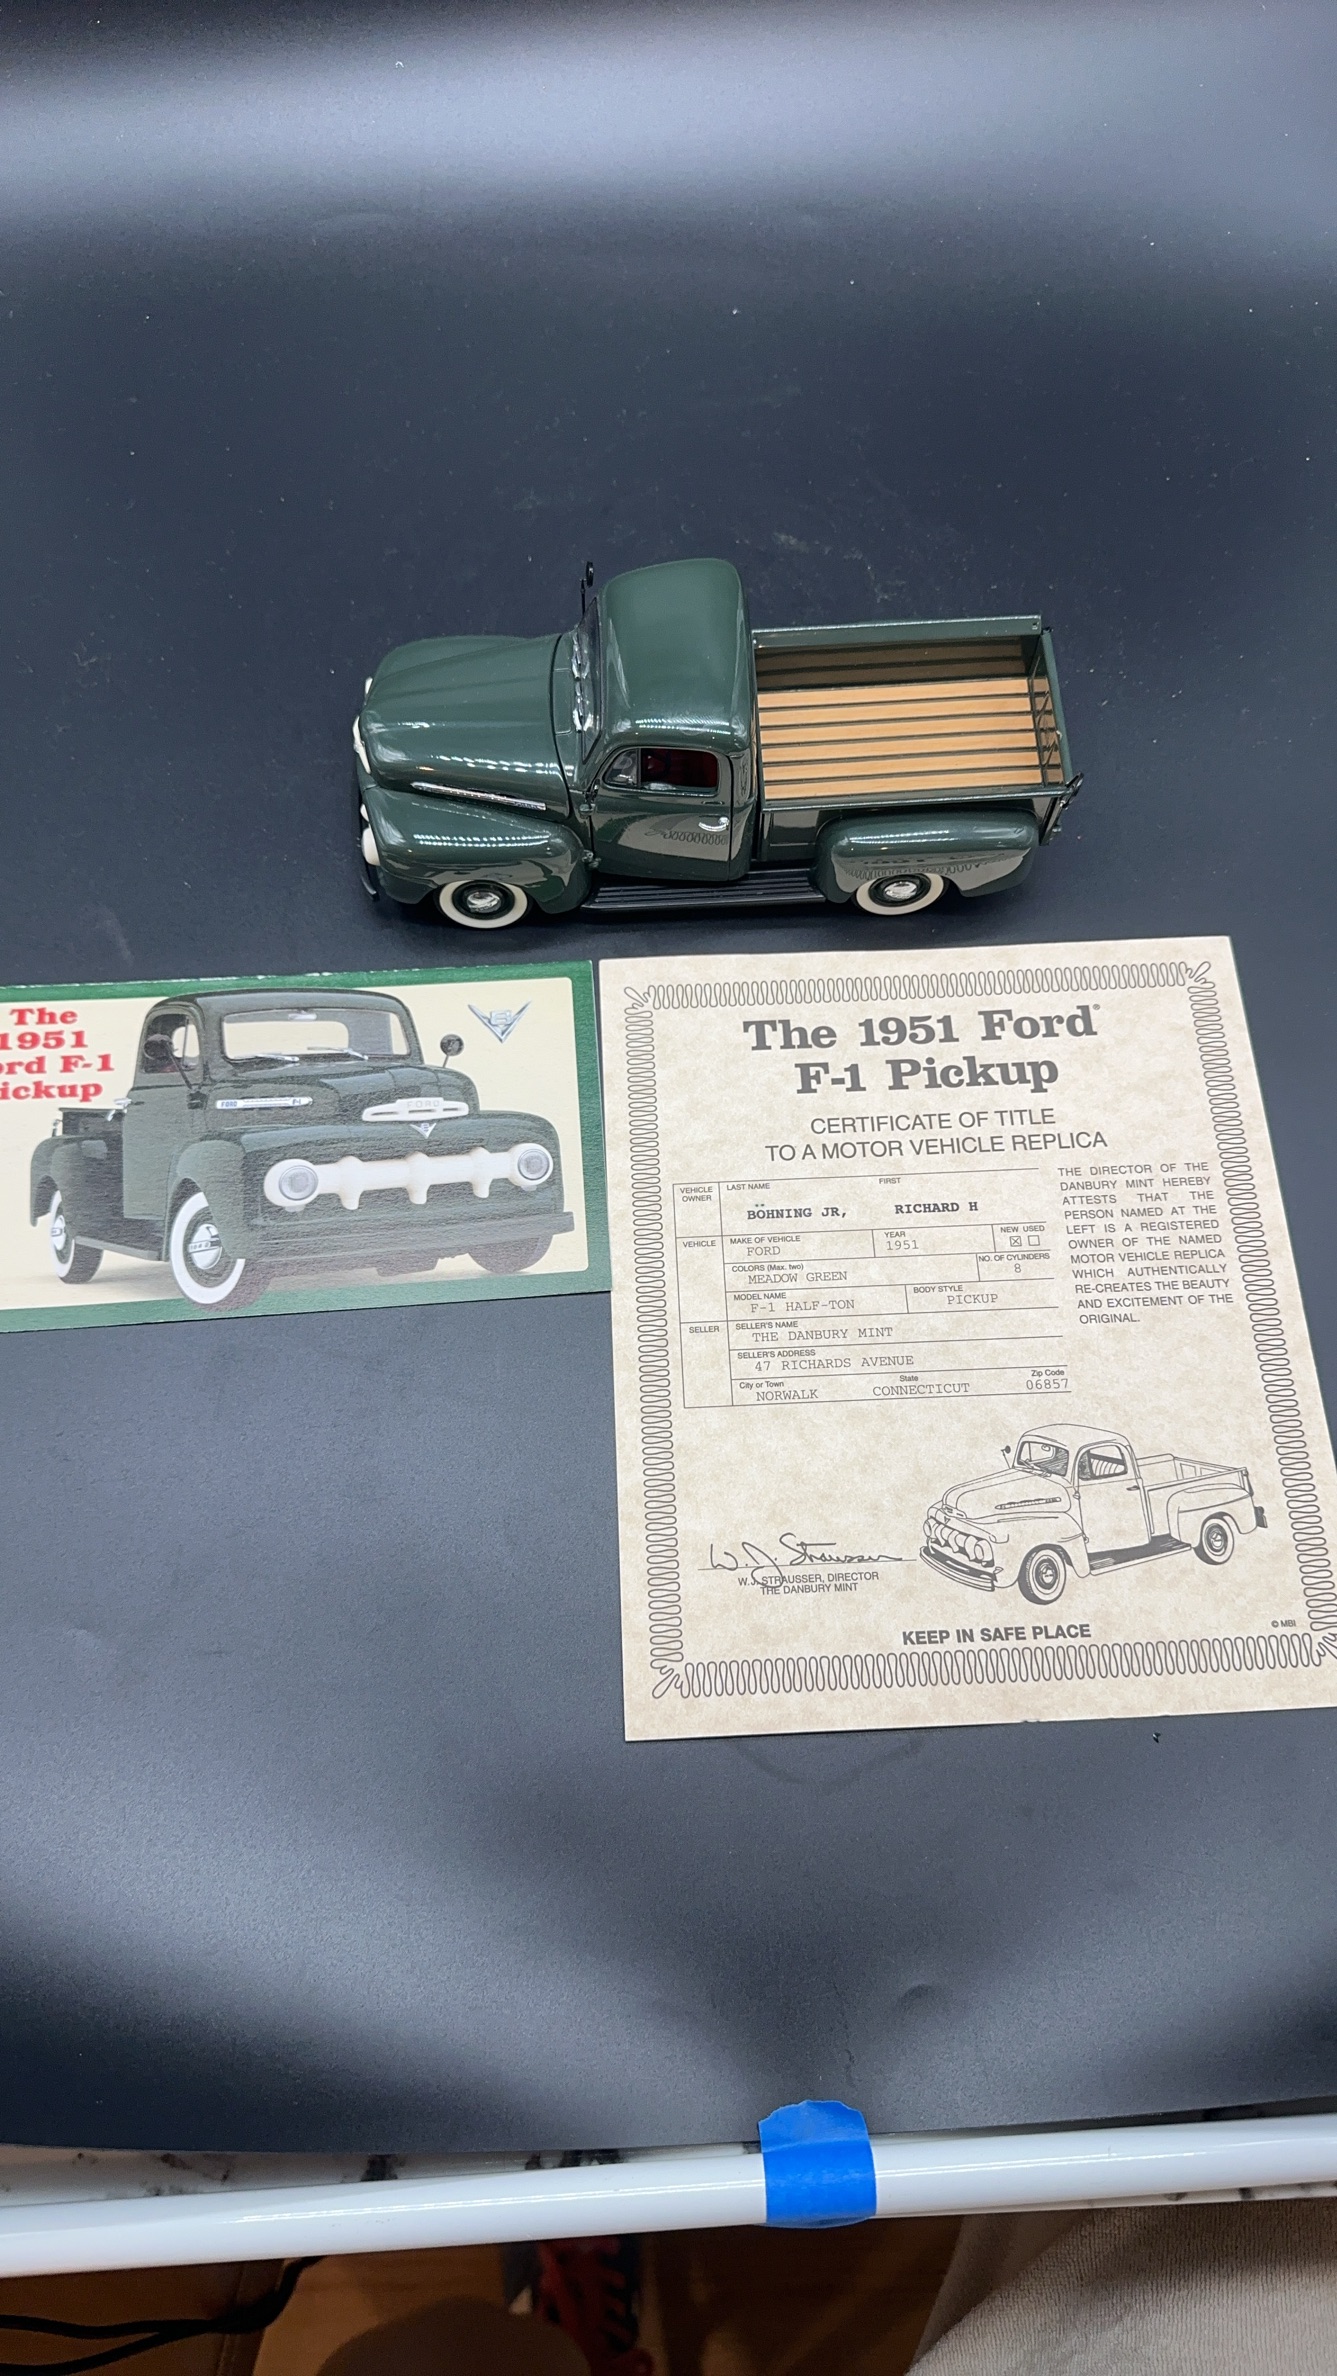 The
1951
ord F-1
ickup
FORD
F-1
FORD
8
The 1951 Ford®
F-1 Pickup
CERTIFICATE OF TITLE
TO A MOTOR VEHICLE REPLICA
VEHICLE OWNER
LAST NAME FIRST
BÖHNING JR, RICHARD H
VEHICLE
MAKE OF VEHICLE YEAR NEW USED
FORD 1951 ☒ ☐
COLORS (Max. two) NO. OF CYLINDERS
MEADOW GREEN 8
MODEL NAME BODY STYLE
F-1 HALF-TON PICKUP
SELLER
SELLER'S NAME
THE DANBURY MINT
SELLER'S ADDRESS
47 RICHARDS AVENUE
City or Town State Zip Code
NORWALK CONNECTICUT 06857
THE DIRECTOR OF THE
DANBURY MINT HEREBY
ATTESTS THAT THE
PERSON NAMED AT THE
LEFT IS A REGISTERED
OWNER OF THE NAMED
MOTOR VEHICLE REPLICA
WHICH AUTHENTICALLY
RE-CREATES THE BEAUTY
AND EXCITEMENT OF THE
ORIGINAL.
W. J. Strausser
W.J. STRAUSSER, DIRECTOR
THE DANBURY MINT
KEEP IN SAFE PLACE
© MBI